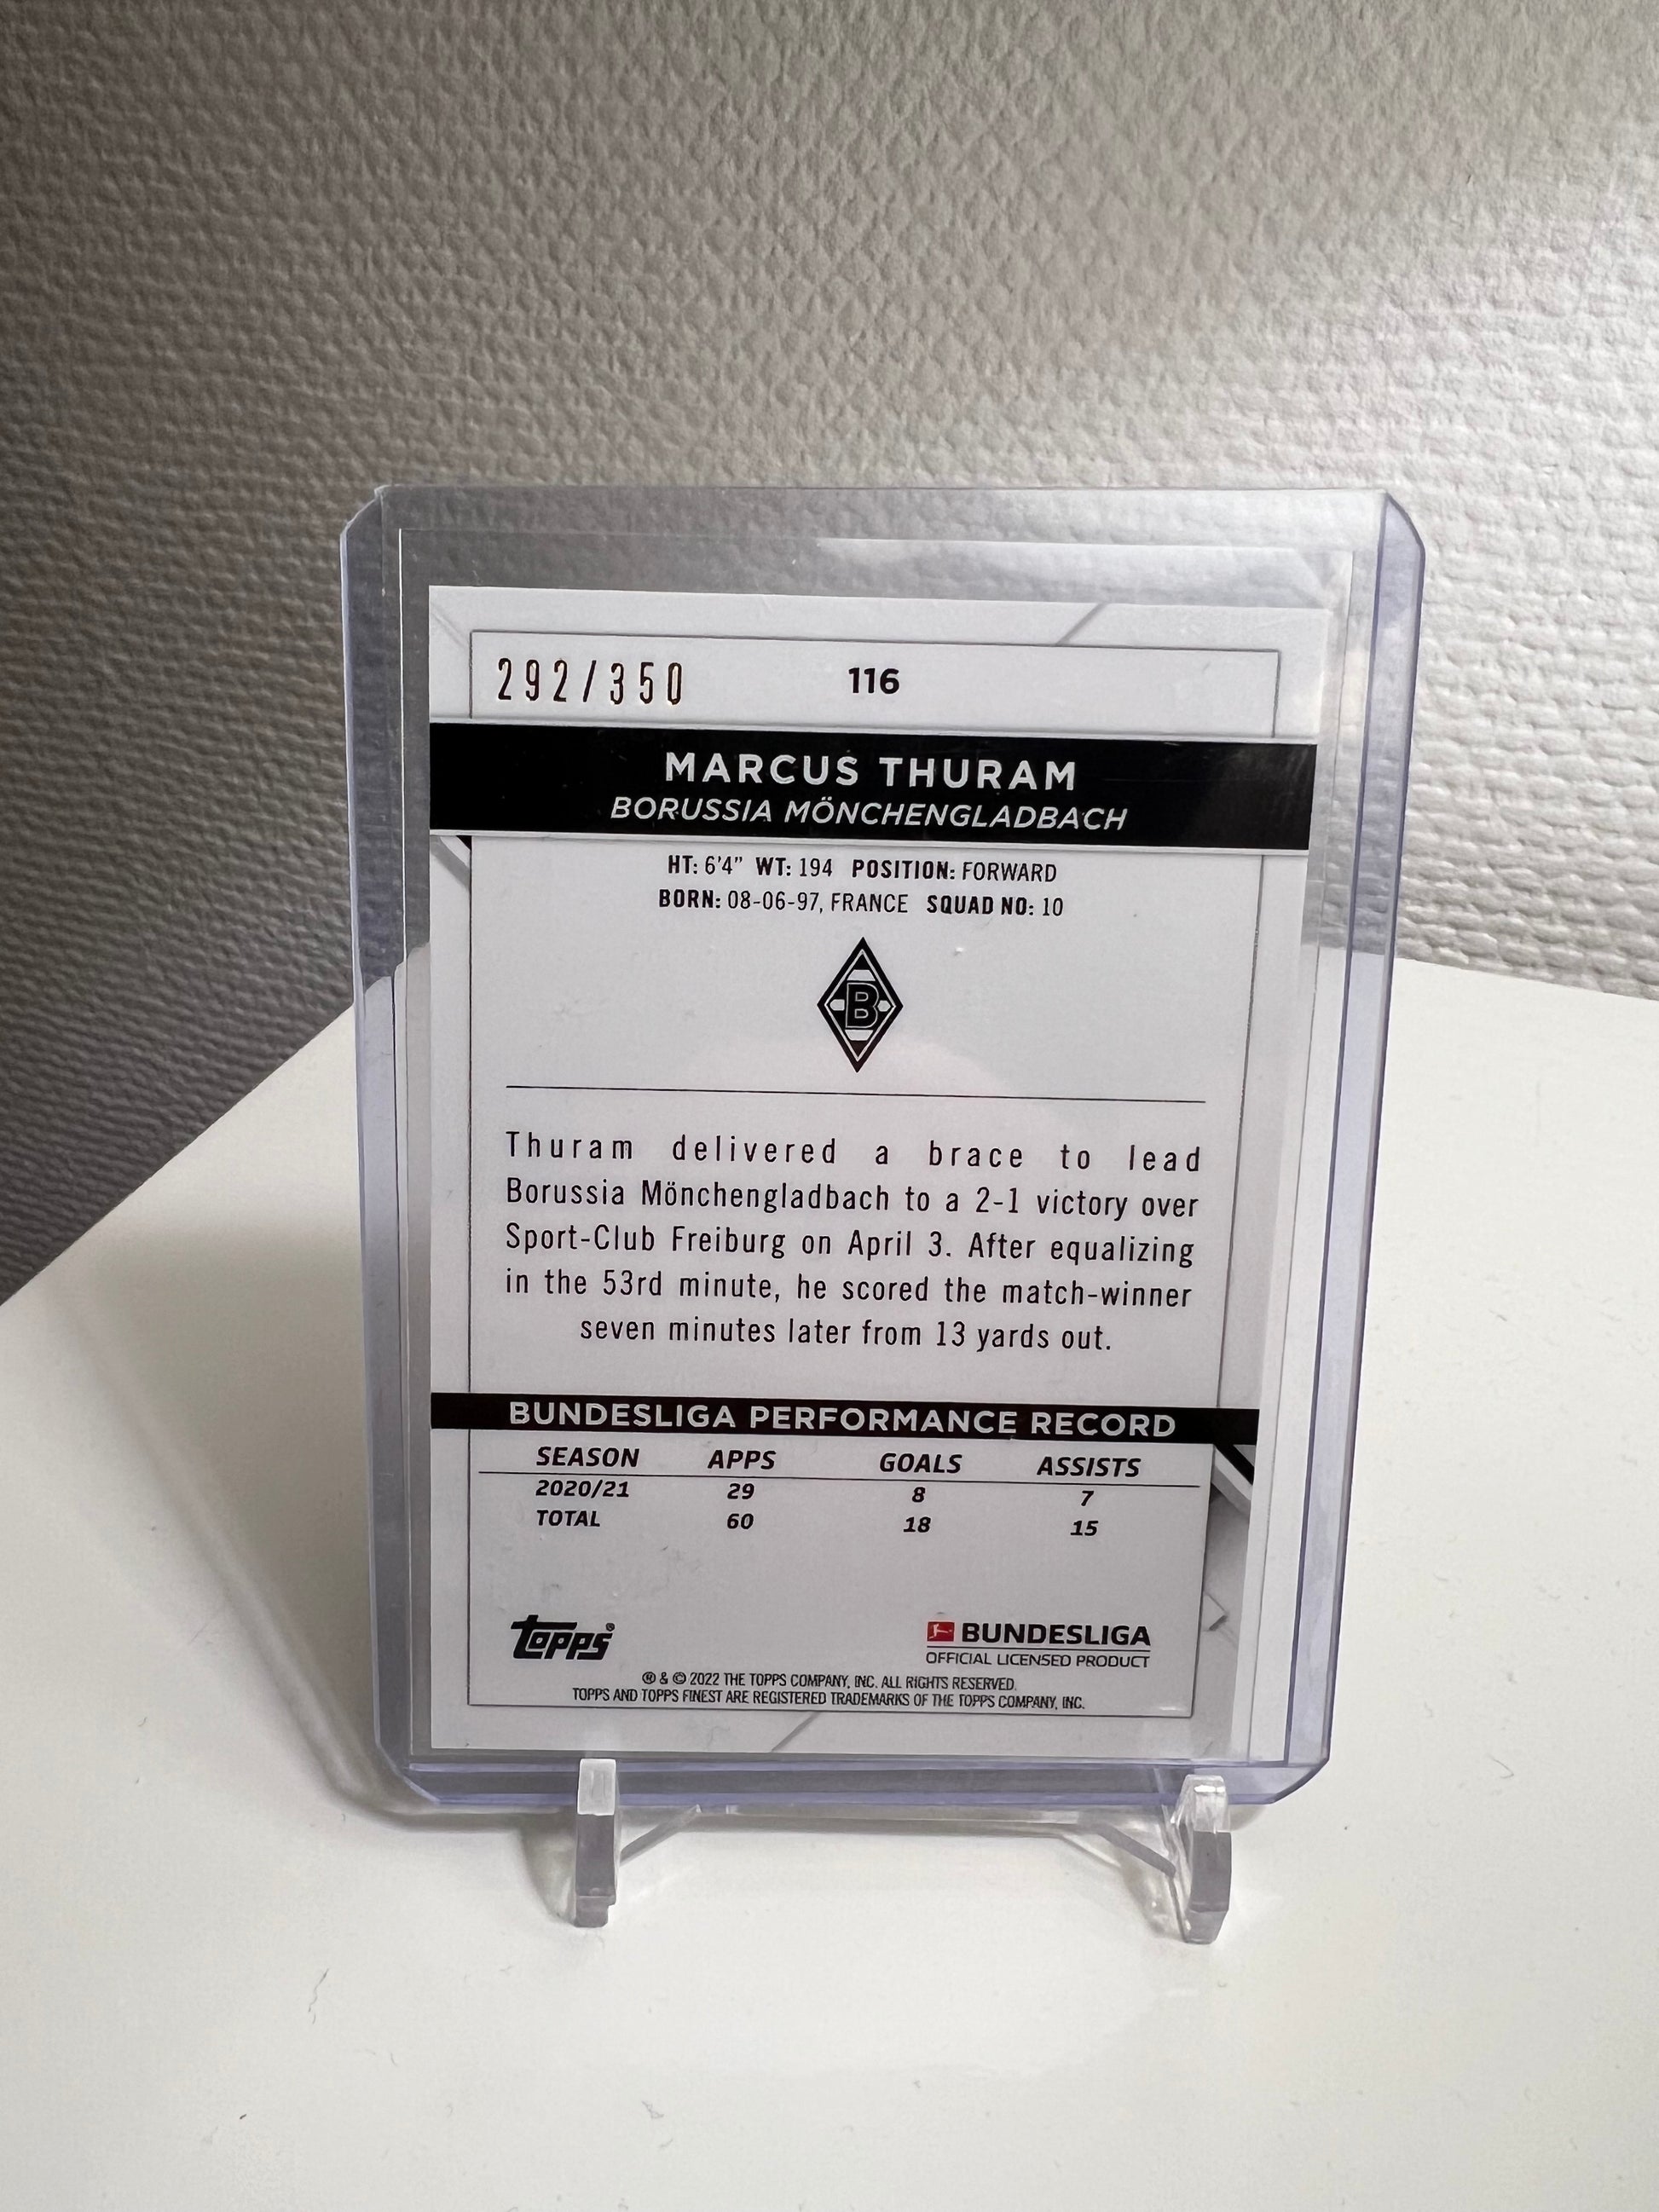 292/350 116
MARCUS THURAM
BORUSSIA MÖNCHENGLADBACH
HT: 6'4” WT: 194 POSITION: FORWARD
BORN: 08-06-97, FRANCE SQUAD NO: 10
B
Thuram delivered a brace to lead
Borussia Mönchengladbach to a 2-1 victory over
Sport-Club Freiburg on April 3. After equalizing
in the 53rd minute, he scored the match-winner
seven minutes later from 13 yards out.
BUNDESLIGA PERFORMANCE RECORD
SEASON APPS GOALS ASSISTS
2020/21 29 8 7
TOTAL 60 18 15
topps®
BUNDESLIGA
OFFICIAL LICENSED PRODUCT
® & © 2022 THE TOPPS COMPANY, INC. ALL RIGHTS RESERVED.
TOPPS AND TOPPS FINEST ARE REGISTERED TRADEMARKS OF THE TOPPS COMPANY, INC.